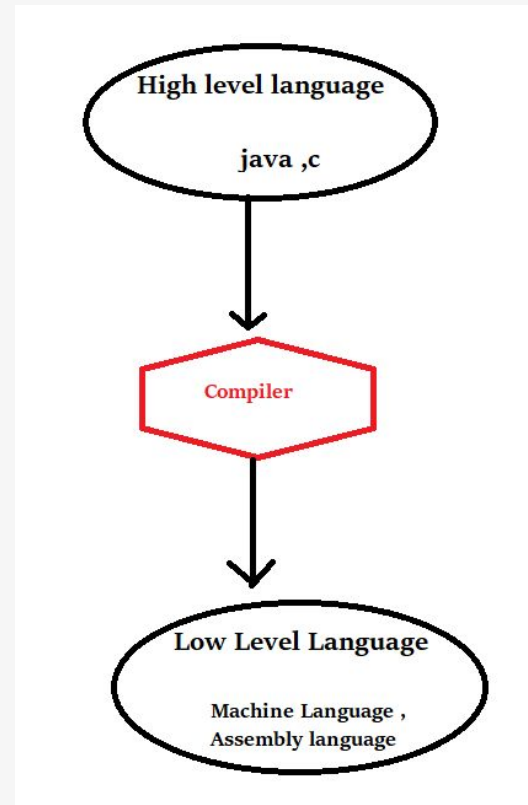 High level language
java ,c
Compiler
Low Level Language
Machine Language ,
Assembly language